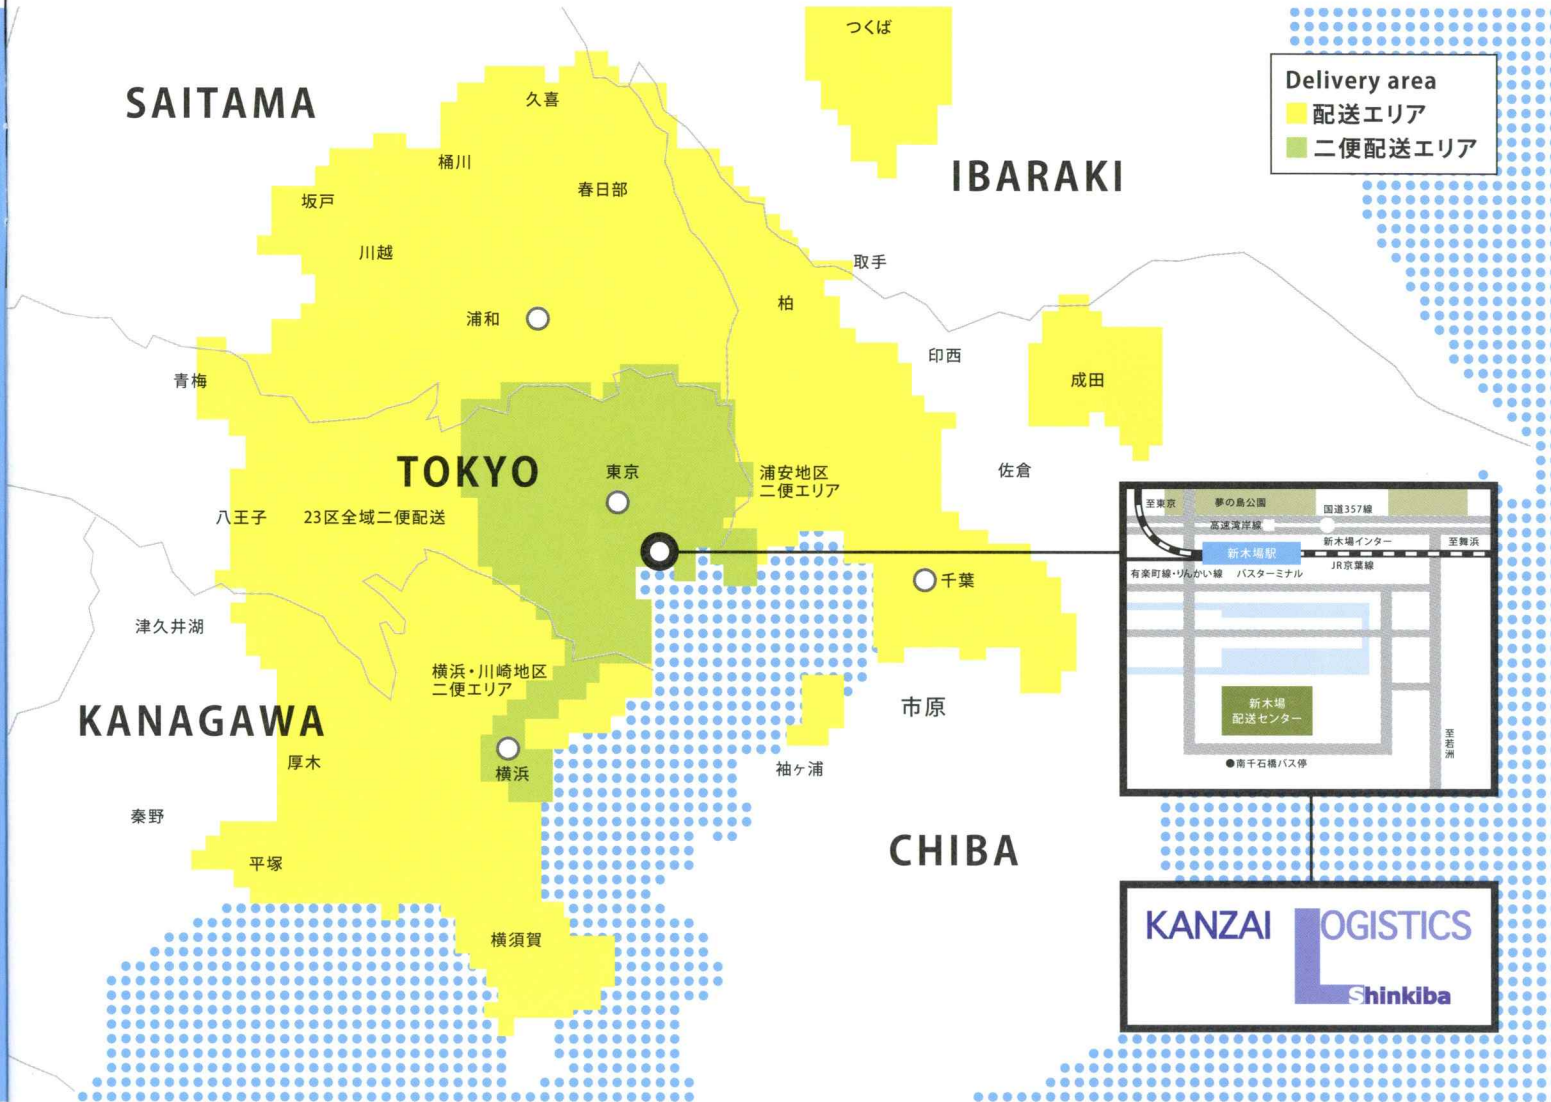 つくば
Delivery area
配送エリア
二便配送エリア
SAITAMA
久喜
桶川
IBARAKI
春日部
坂戸
川越
取手
柏
浦和
印西
青梅
成田
TOKYO
東京
浦安地区
二便エリア
佐倉
八王子
23区全域二便配送
千葉
津久井湖
横浜・川崎地区
二便エリア
市原
KANAGAWA
厚木
横浜
袖ヶ浦
秦野
平塚
CHIBA
横須賀
至東京
夢の島公園
国道357線
高速湾岸線
新木場インター
至舞浜
新木場駅
JR京葉線
有楽町線・りんかい線
バスターミナル
新木場
配送センター
至若洲
●南千石橋バス停
KANZAI LOGISTICS
Shinkiba